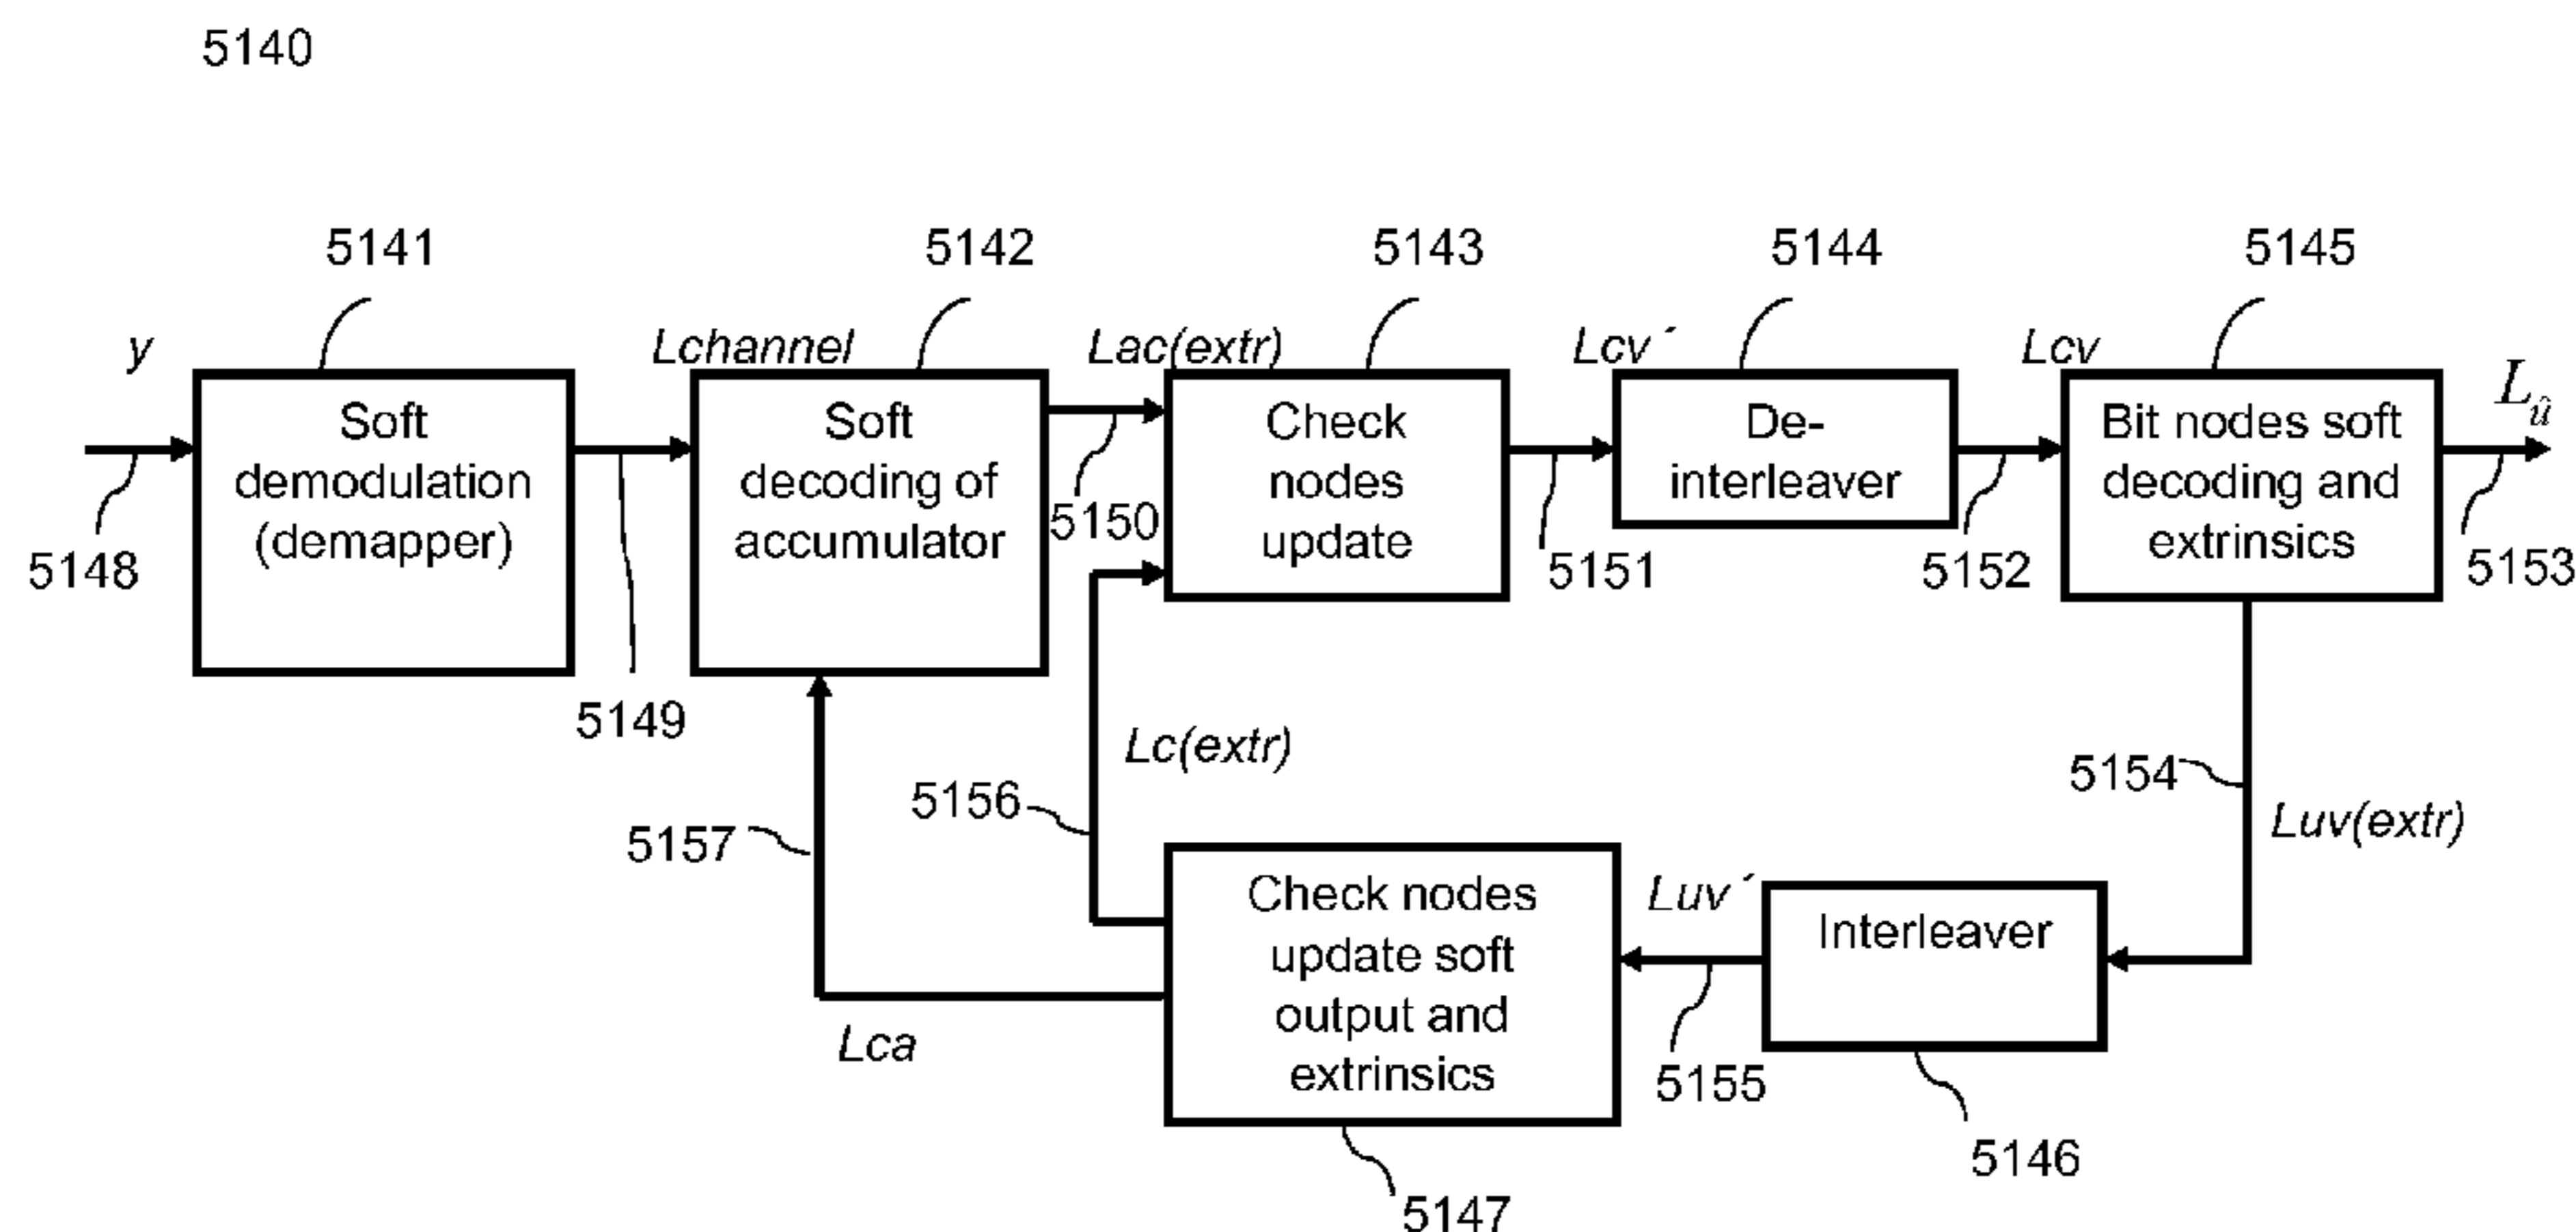 5140
5141
5142
5143
5144
5145
y
Lchannel
Lac(extr)
Lcv´
Lcv
Lû
Soft
demodulation
(demapper)
Soft
decoding of
accumulator
Check
nodes
update
De-
interleaver
Bit nodes soft
decoding and
extrinsics
5148
5149
5150
5151
5152
5153
Lc(extr)
5156
5157
5154
Luv(extr)
Check nodes
update soft
output and
extrinsics
Luv´
Interleaver
Lca
5155
5146
5147